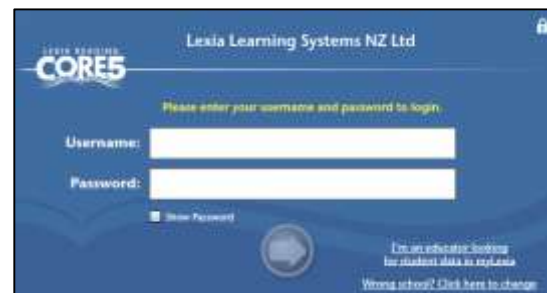 Lexia Learning Systems NZ Ltd
LEXIA READING
CORE5
Please enter your username and password to login.
Username:
Password:
Show Password
I'm an educator looking
for student data in myLexia
Wrong school? Click here to change